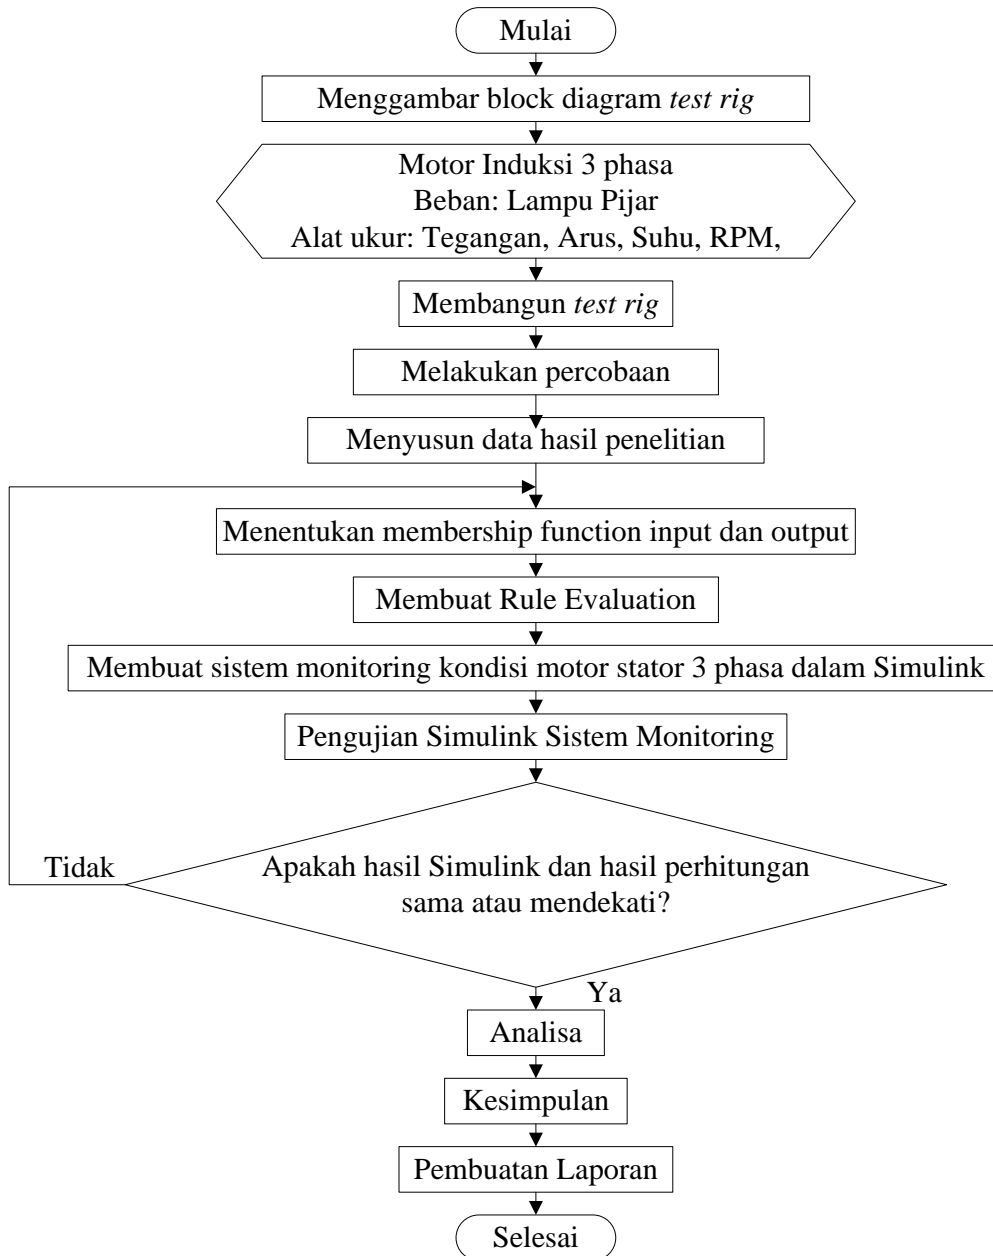 Mulai
Menggambar block diagram test rig
Motor Induksi 3 phasa
Beban: Lampu Pijar
Alat ukur: Tegangan, Arus, Suhu, RPM,
Membangun test rig
Melakukan percobaan
Menyusun data hasil penelitian
Menentukan membership function input dan output
Membuat Rule Evaluation
Membuat sistem monitoring kondisi motor stator 3 phasa dalam Simulink
Pengujian Simulink Sistem Monitoring
Tidak
Apakah hasil Simulink dan hasil perhitungan
sama atau mendekati?
Ya
Analisa
Kesimpulan
Pembuatan Laporan
Selesai